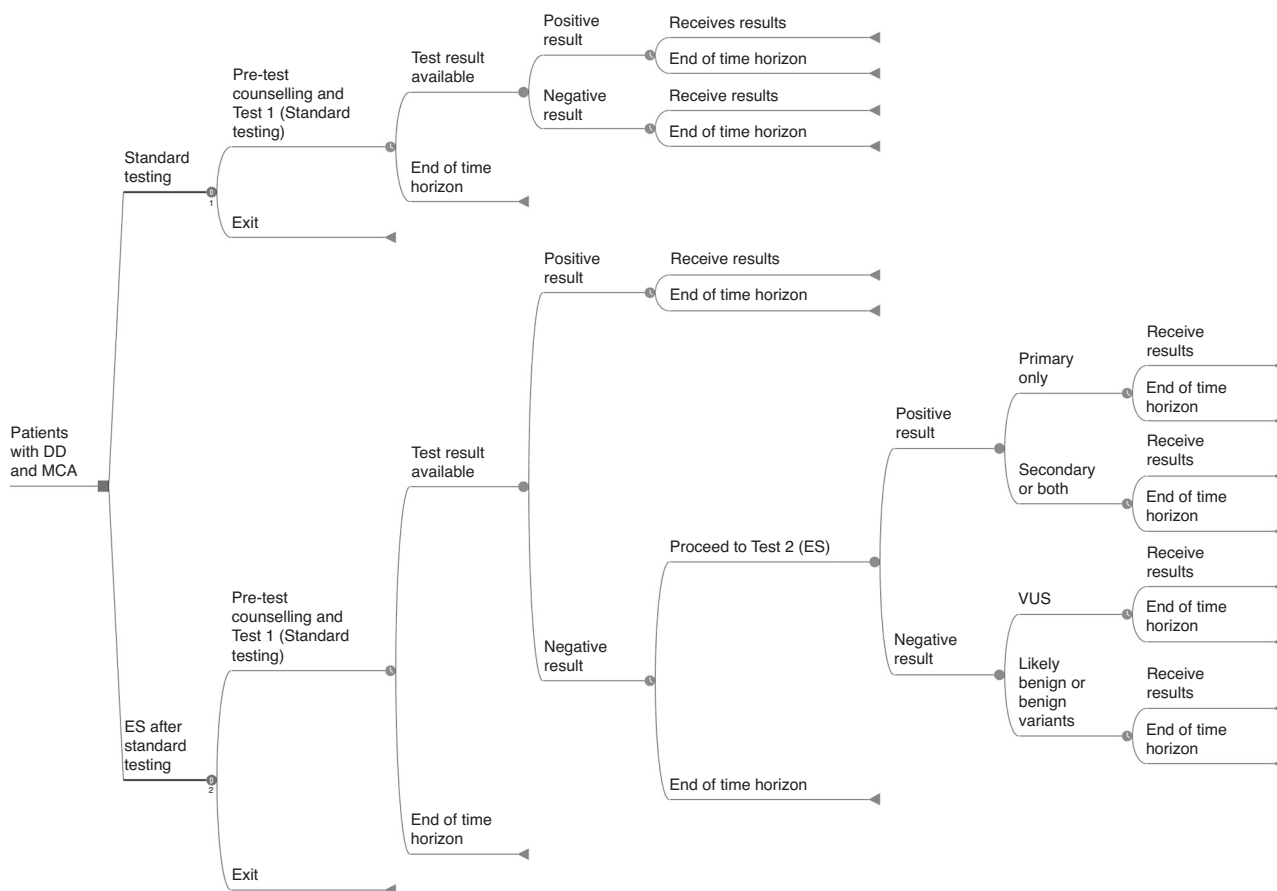 Patients
with DD
and MCA
Standard
testing
0
1
Pre-test
counselling and
Test 1 (Standard
testing)
Exit
Test result
available
End of time
horizon
Positive
result
Receives results
End of time horizon
Negative
result
Receive results
End of time horizon
ES after
standard
testing
0
2
Pre-test
counselling and
Test 1 (Standard
testing)
Exit
Test result
available
End of time
horizon
Positive
result
Receive results
End of time horizon
Negative
result
Proceed to Test 2 (ES)
End of time horizon
Positive
result
Primary
only
Receive
results
End of time
horizon
Secondary
or both
Receive
results
End of time
horizon
Negative
result
VUS
Receive
results
End of time
horizon
Likely
benign or
benign
variants
Receive
results
End of time
horizon